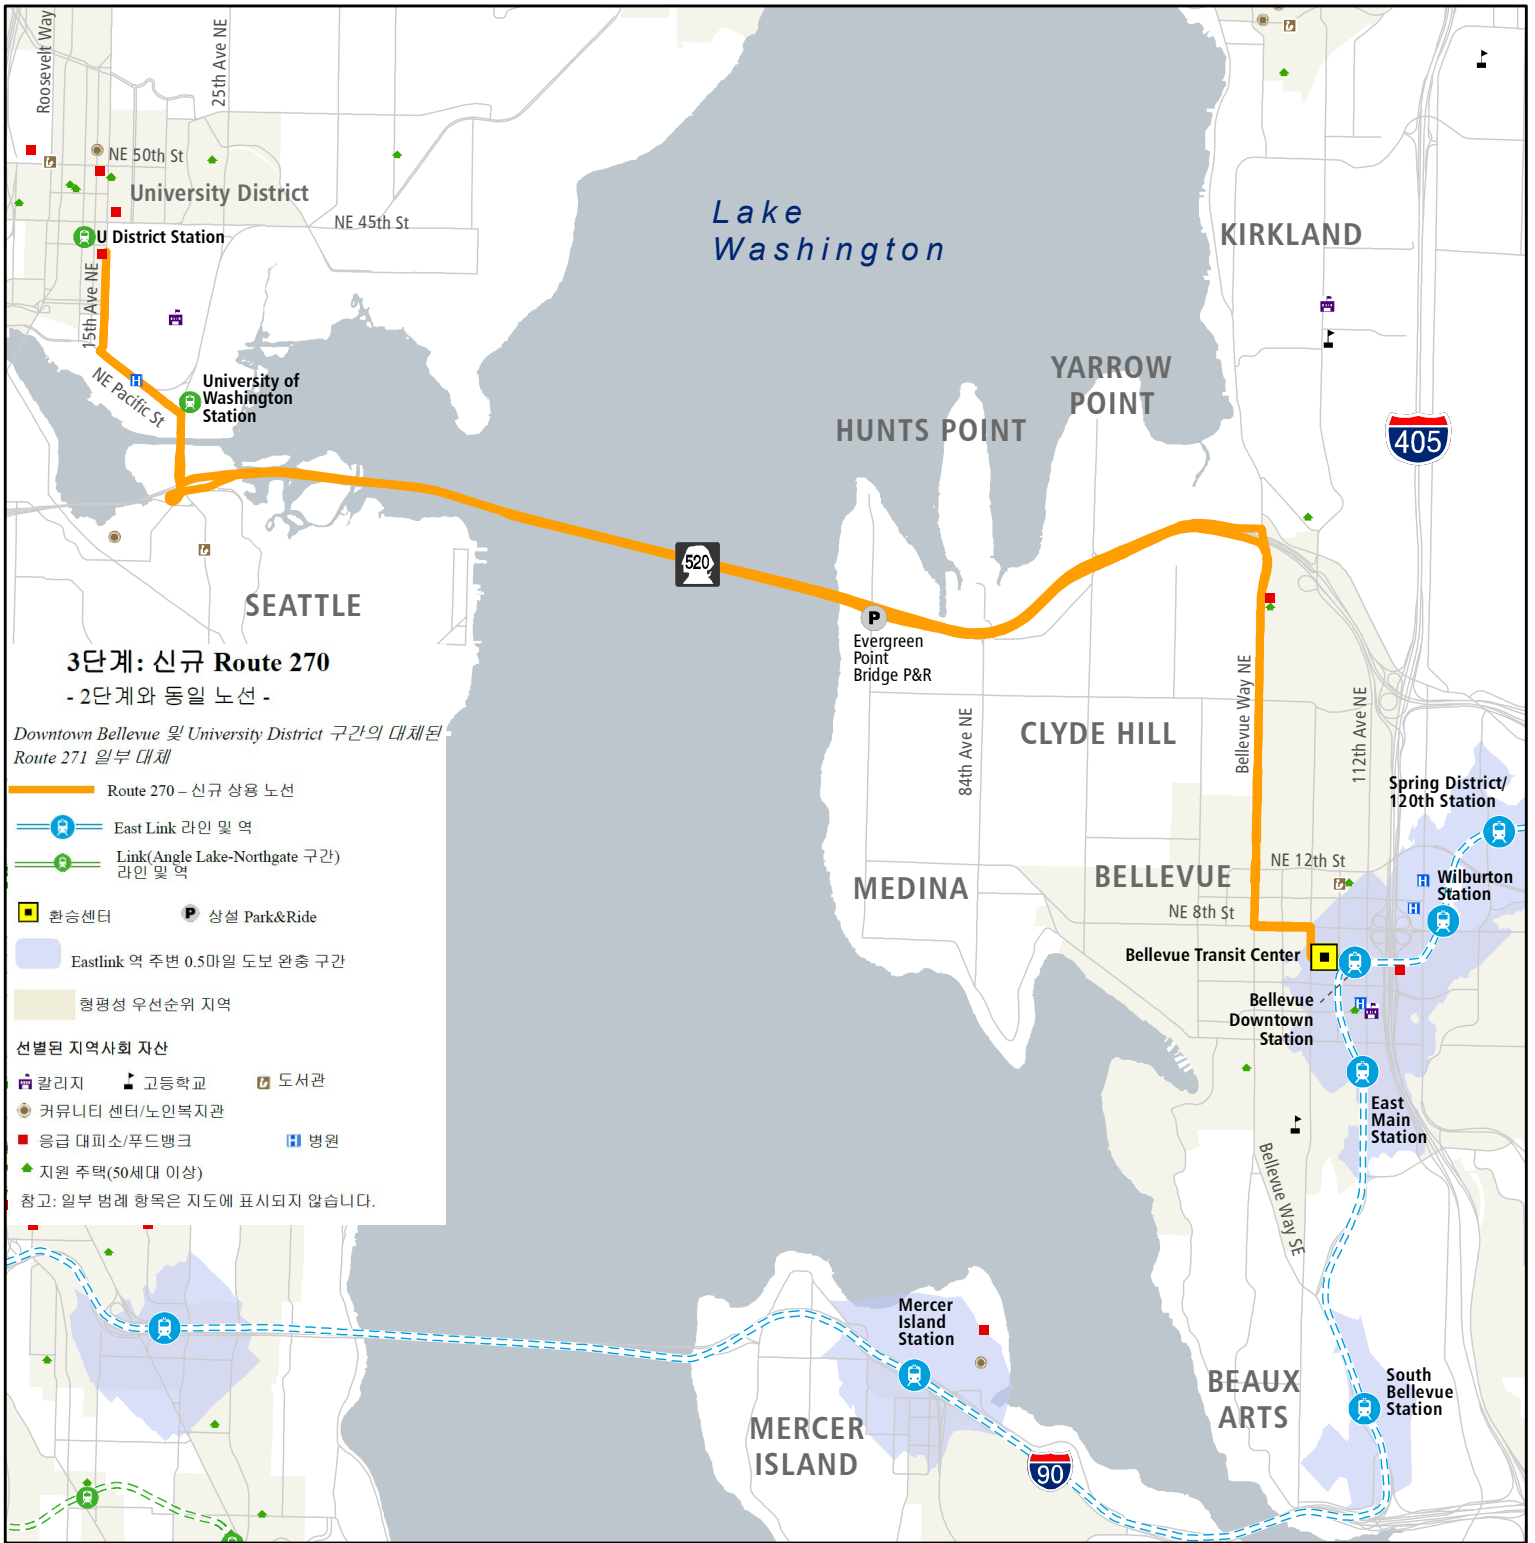 Roosevelt Way
25th Ave NE
NE 50th St
University District
NE 45th St
U District Station
15th Ave NE
NE Pacific St
University of
Washington
Station
Lake
Washington
KIRKLAND
YARROW
POINT
HUNTS POINT
405
520
SEATTLE
P
Evergreen
Point
Bridge P&R
84th Ave NE
CLYDE HILL
Bellevue Way NE
112th Ave NE
Spring District/
120th Station
MEDINA
BELLEVUE
NE 12th St
NE 8th St
Wilburton
Station
Bellevue Transit Center
Bellevue
Downtown
Station
East
Main
Station
Bellevue Way SE
3단계: 신규 Route 270
- 2단계와 동일 노선 -
Downtown Bellevue 및 University District 구간의 대체된
Route 271 일부 대체
Route 270 – 신규 상용 노선
East Link 라인 및 역
Link(Angle Lake-Northgate 구간)
라인 및 역
환승센터
P 상설 Park&Ride
Eastlink 역 주변 0.5마일 도보 완충 구간
형평성 우선순위 지역
선별된 지역사회 자산
칼리지
고등학교
도서관
커뮤니티 센터/노인복지관
응급 대피소/푸드뱅크
H 병원
지원 주택(50세대 이상)
참고: 일부 범례 항목은 지도에 표시되지 않습니다.
Mercer
Island
Station
MERCER
ISLAND
90
BEAUX
ARTS
South
Bellevue
Station